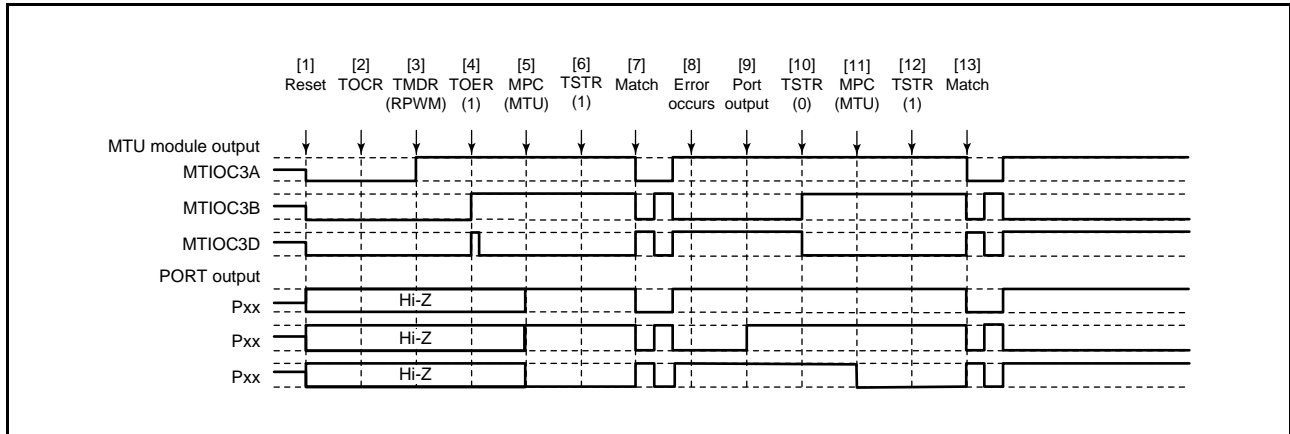 [1] [2] [3] [4] [5] [6] [7] [8] [9] [10] [11] [12] [13]
Reset TOCR TMDR TOER MPC TSTR Match Error Port TSTR MPC TSTR Match
(RPWM) (1) (MTU) (1) occurs output (0) (MTU) (1)
MTU module output
MTIOC3A
MTIOC3B
MTIOC3D
PORT output
Pxx Hi-Z
Pxx Hi-Z
Pxx Hi-Z